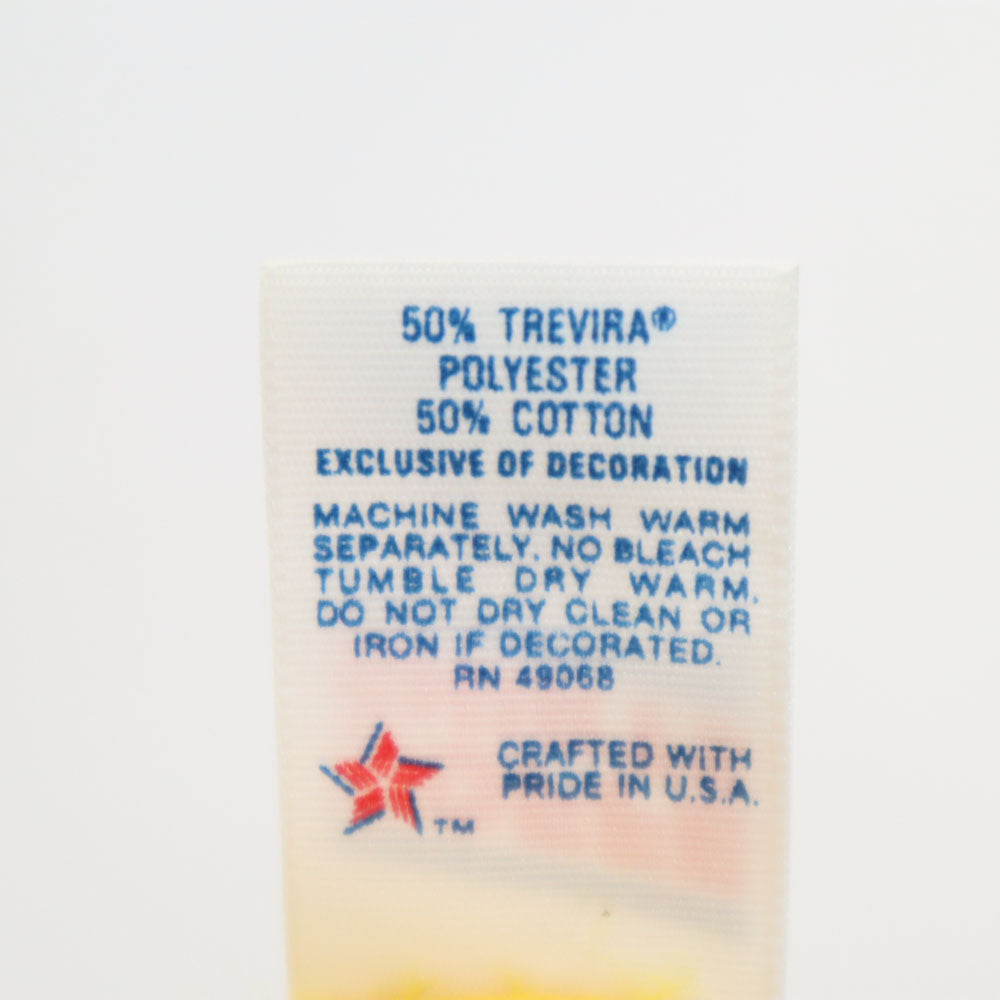 50% TREVIRA®
POLYESTER
50% COTTON
EXCLUSIVE OF DECORATION
MACHINE WASH WARM
SEPARATELY. NO BLEACH
TUMBLE DRY WARM.
DO NOT DRY CLEAN OR
IRON IF DECORATED.
RN 49068
CRAFTED WITH
PRIDE IN U.S.A.
TM